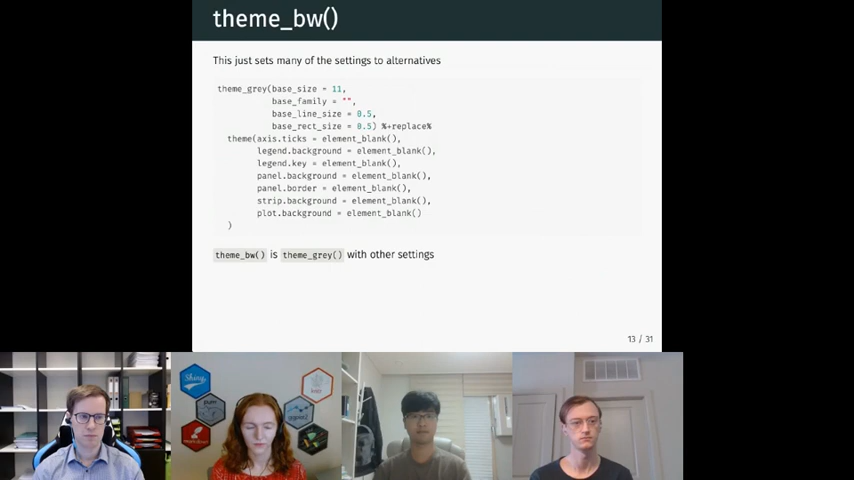 theme_bw()
This just sets many of the settings to alternatives
theme_grey(base_size = 11,
base_family = "",
base_line_size = 0.5,
base_rect_size = 0.5) %+replace%
theme(axis.ticks = element_blank(),
legend.background = element_blank(),
legend.key = element_blank(),
panel.background = element_blank(),
panel.border = element_blank(),
strip.background = element_blank(),
plot.background = element_blank()
)
theme_bw() is theme_grey() with other settings
13 / 31
Shiny